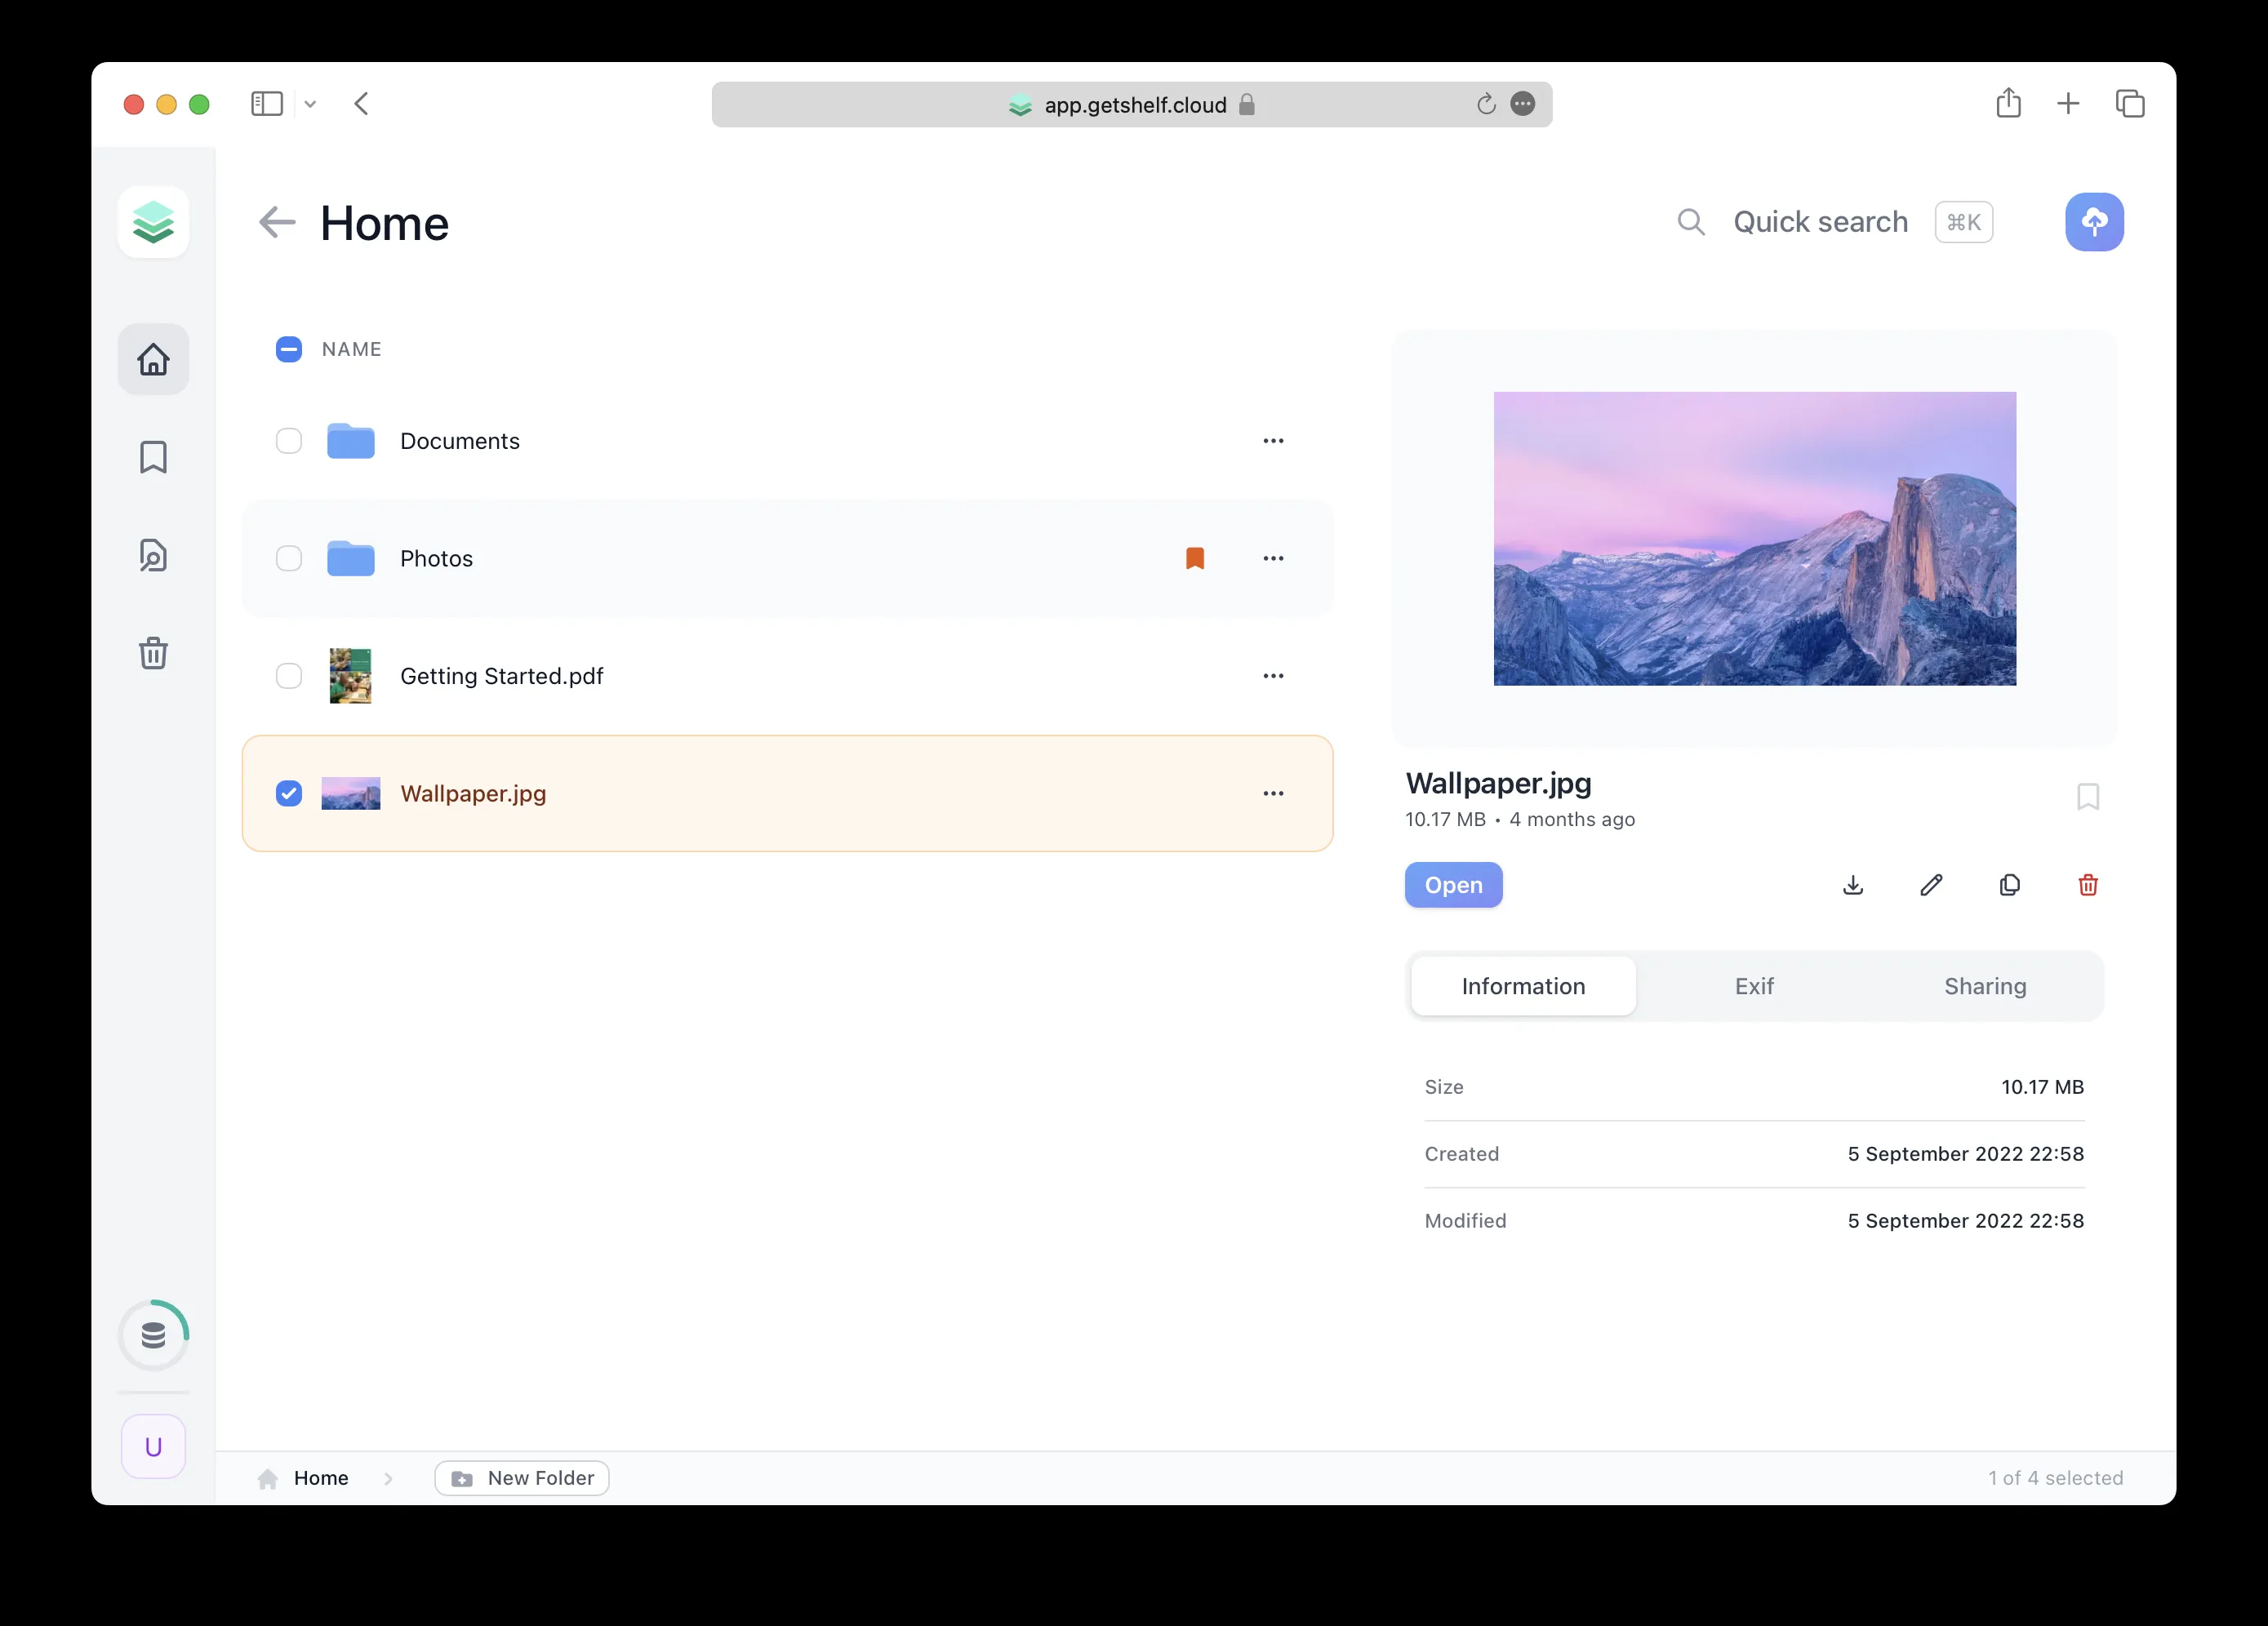 app.getshelf.cloud
Home
Quick search ⌘K
NAME
Documents
Photos
Getting Started.pdf
Wallpaper.jpg
Wallpaper.jpg
10.17 MB • 4 months ago
Open
Information Exif Sharing
Size 10.17 MB
Created 5 September 2022 22:58
Modified 5 September 2022 22:58
U
Home New Folder 1 of 4 selected